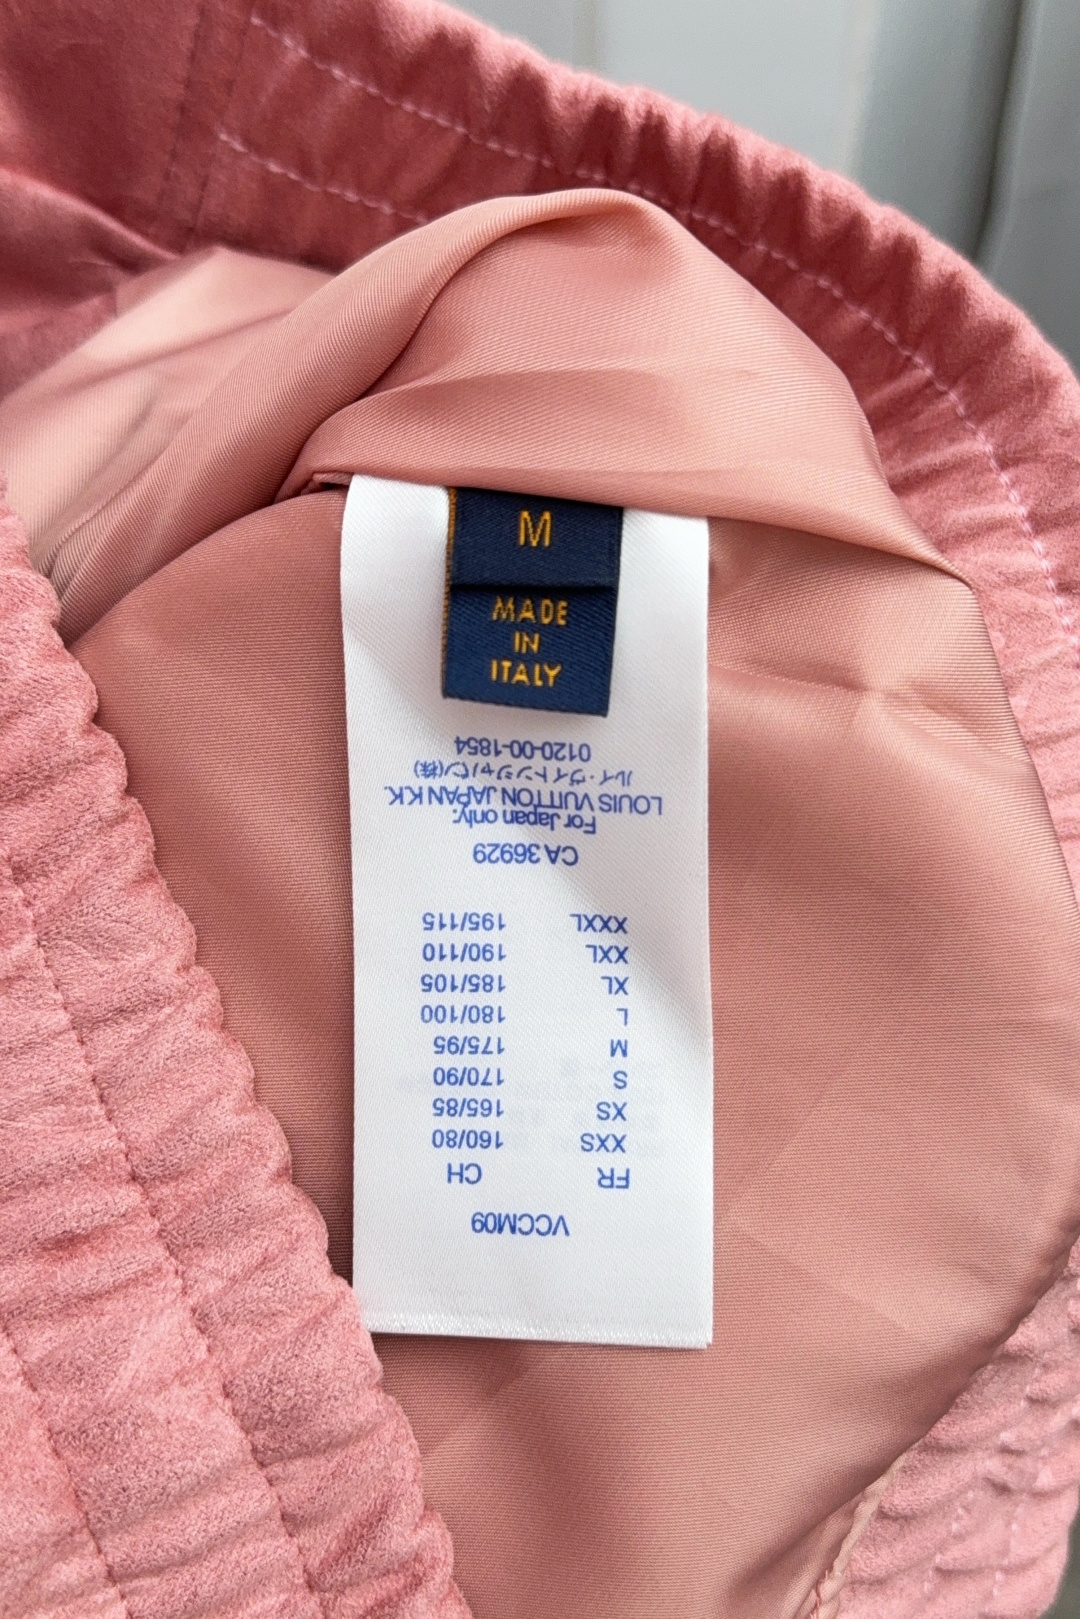 M
MADE
IN
ITALY
VCCM09
FR CH
XXS 160/80
XS 165/85
S 170/90
M 175/95
L 180/100
XL 185/105
XXL 190/110
XXXL 195/115
CA 36929
For Japan only:
LOUIS VUITTON JAPAN K.K.
ルイ・ヴィトンジャパン(株)
0120-00-1854